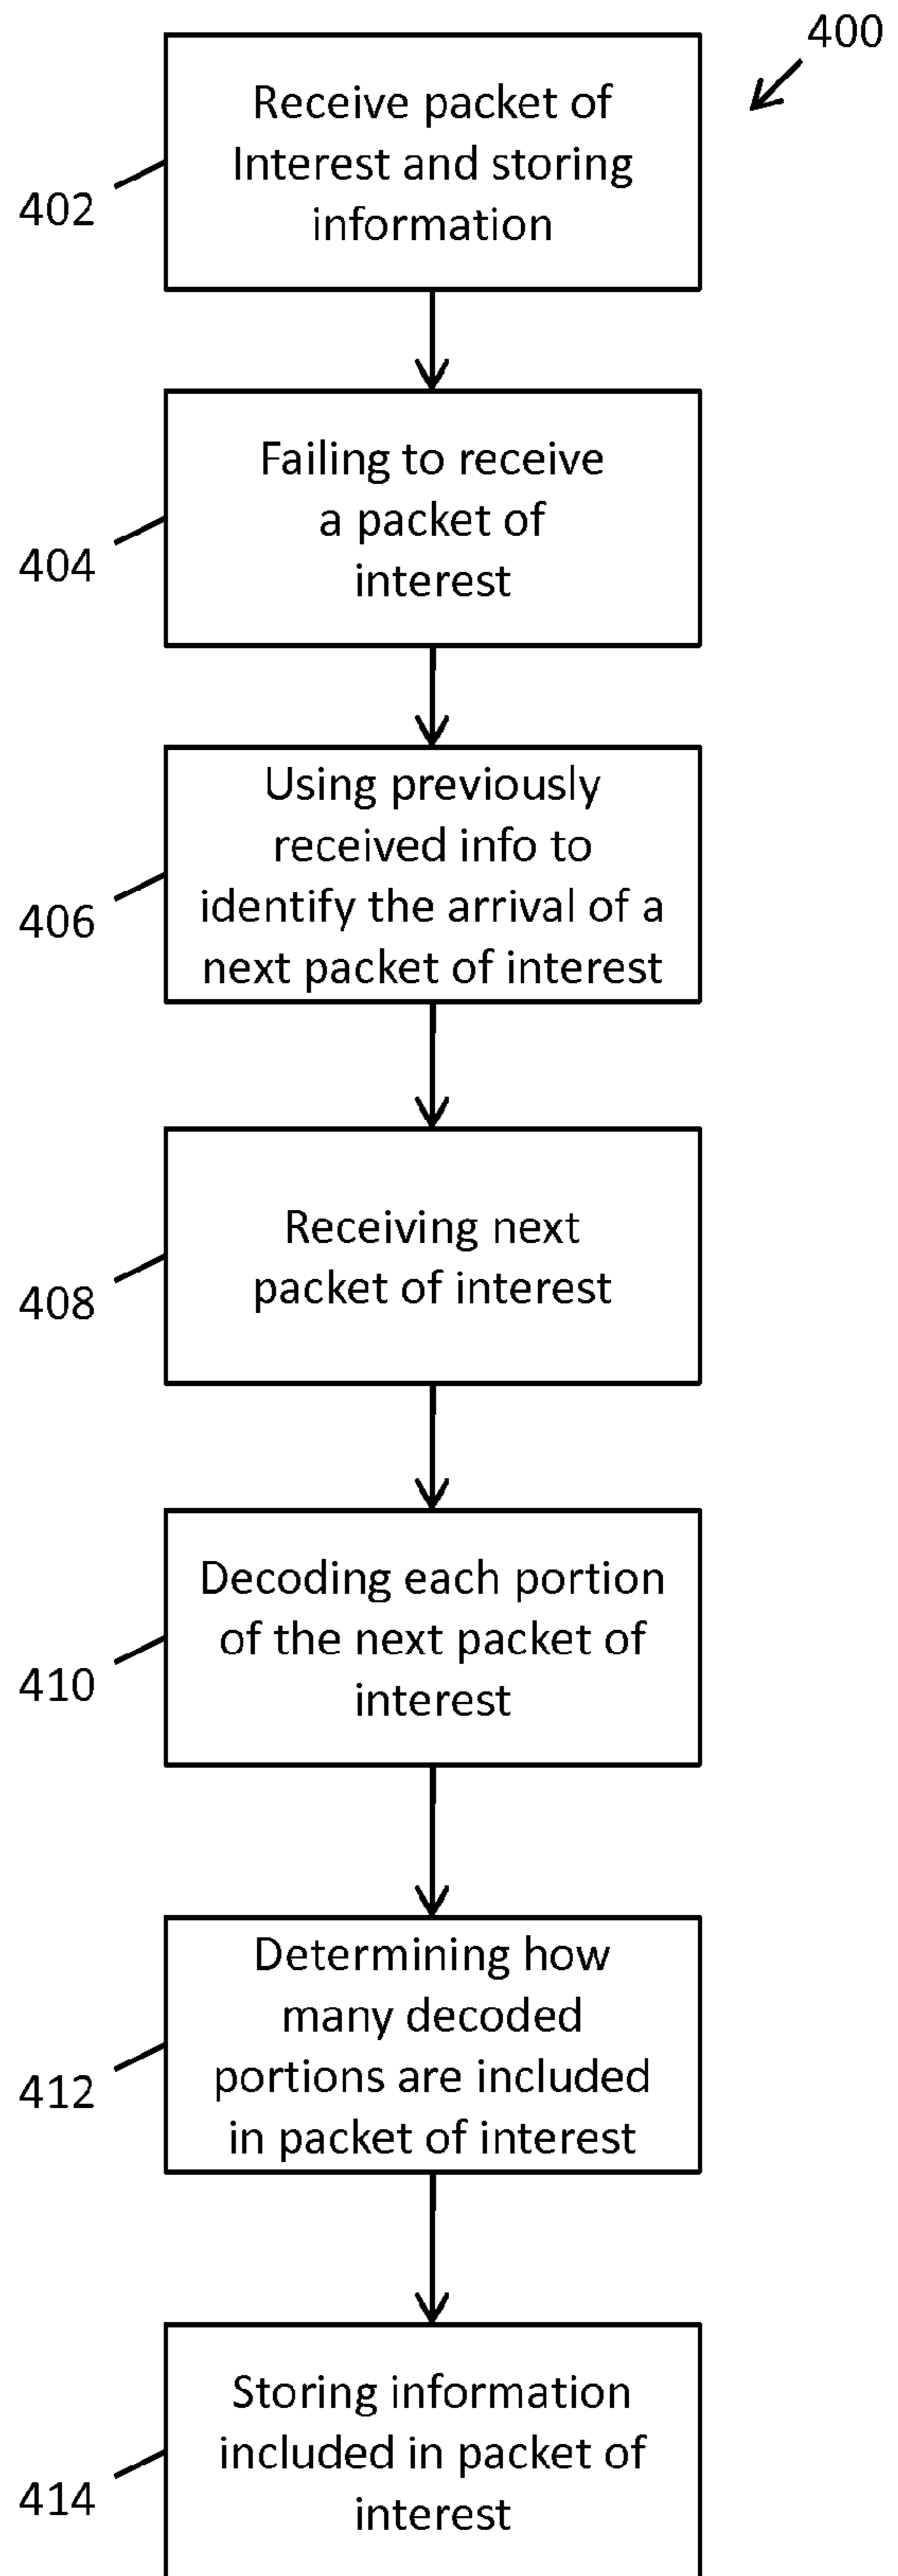 400
Receive packet of
Interest and storing
information
402
Failing to receive
a packet of
interest
404
Using previously
received info to
identify the arrival of a
next packet of interest
406
Receiving next
packet of interest
408
Decoding each portion
of the next packet of
interest
410
Determining how
many decoded
portions are included
in packet of interest
412
Storing information
included in packet of
interest
414